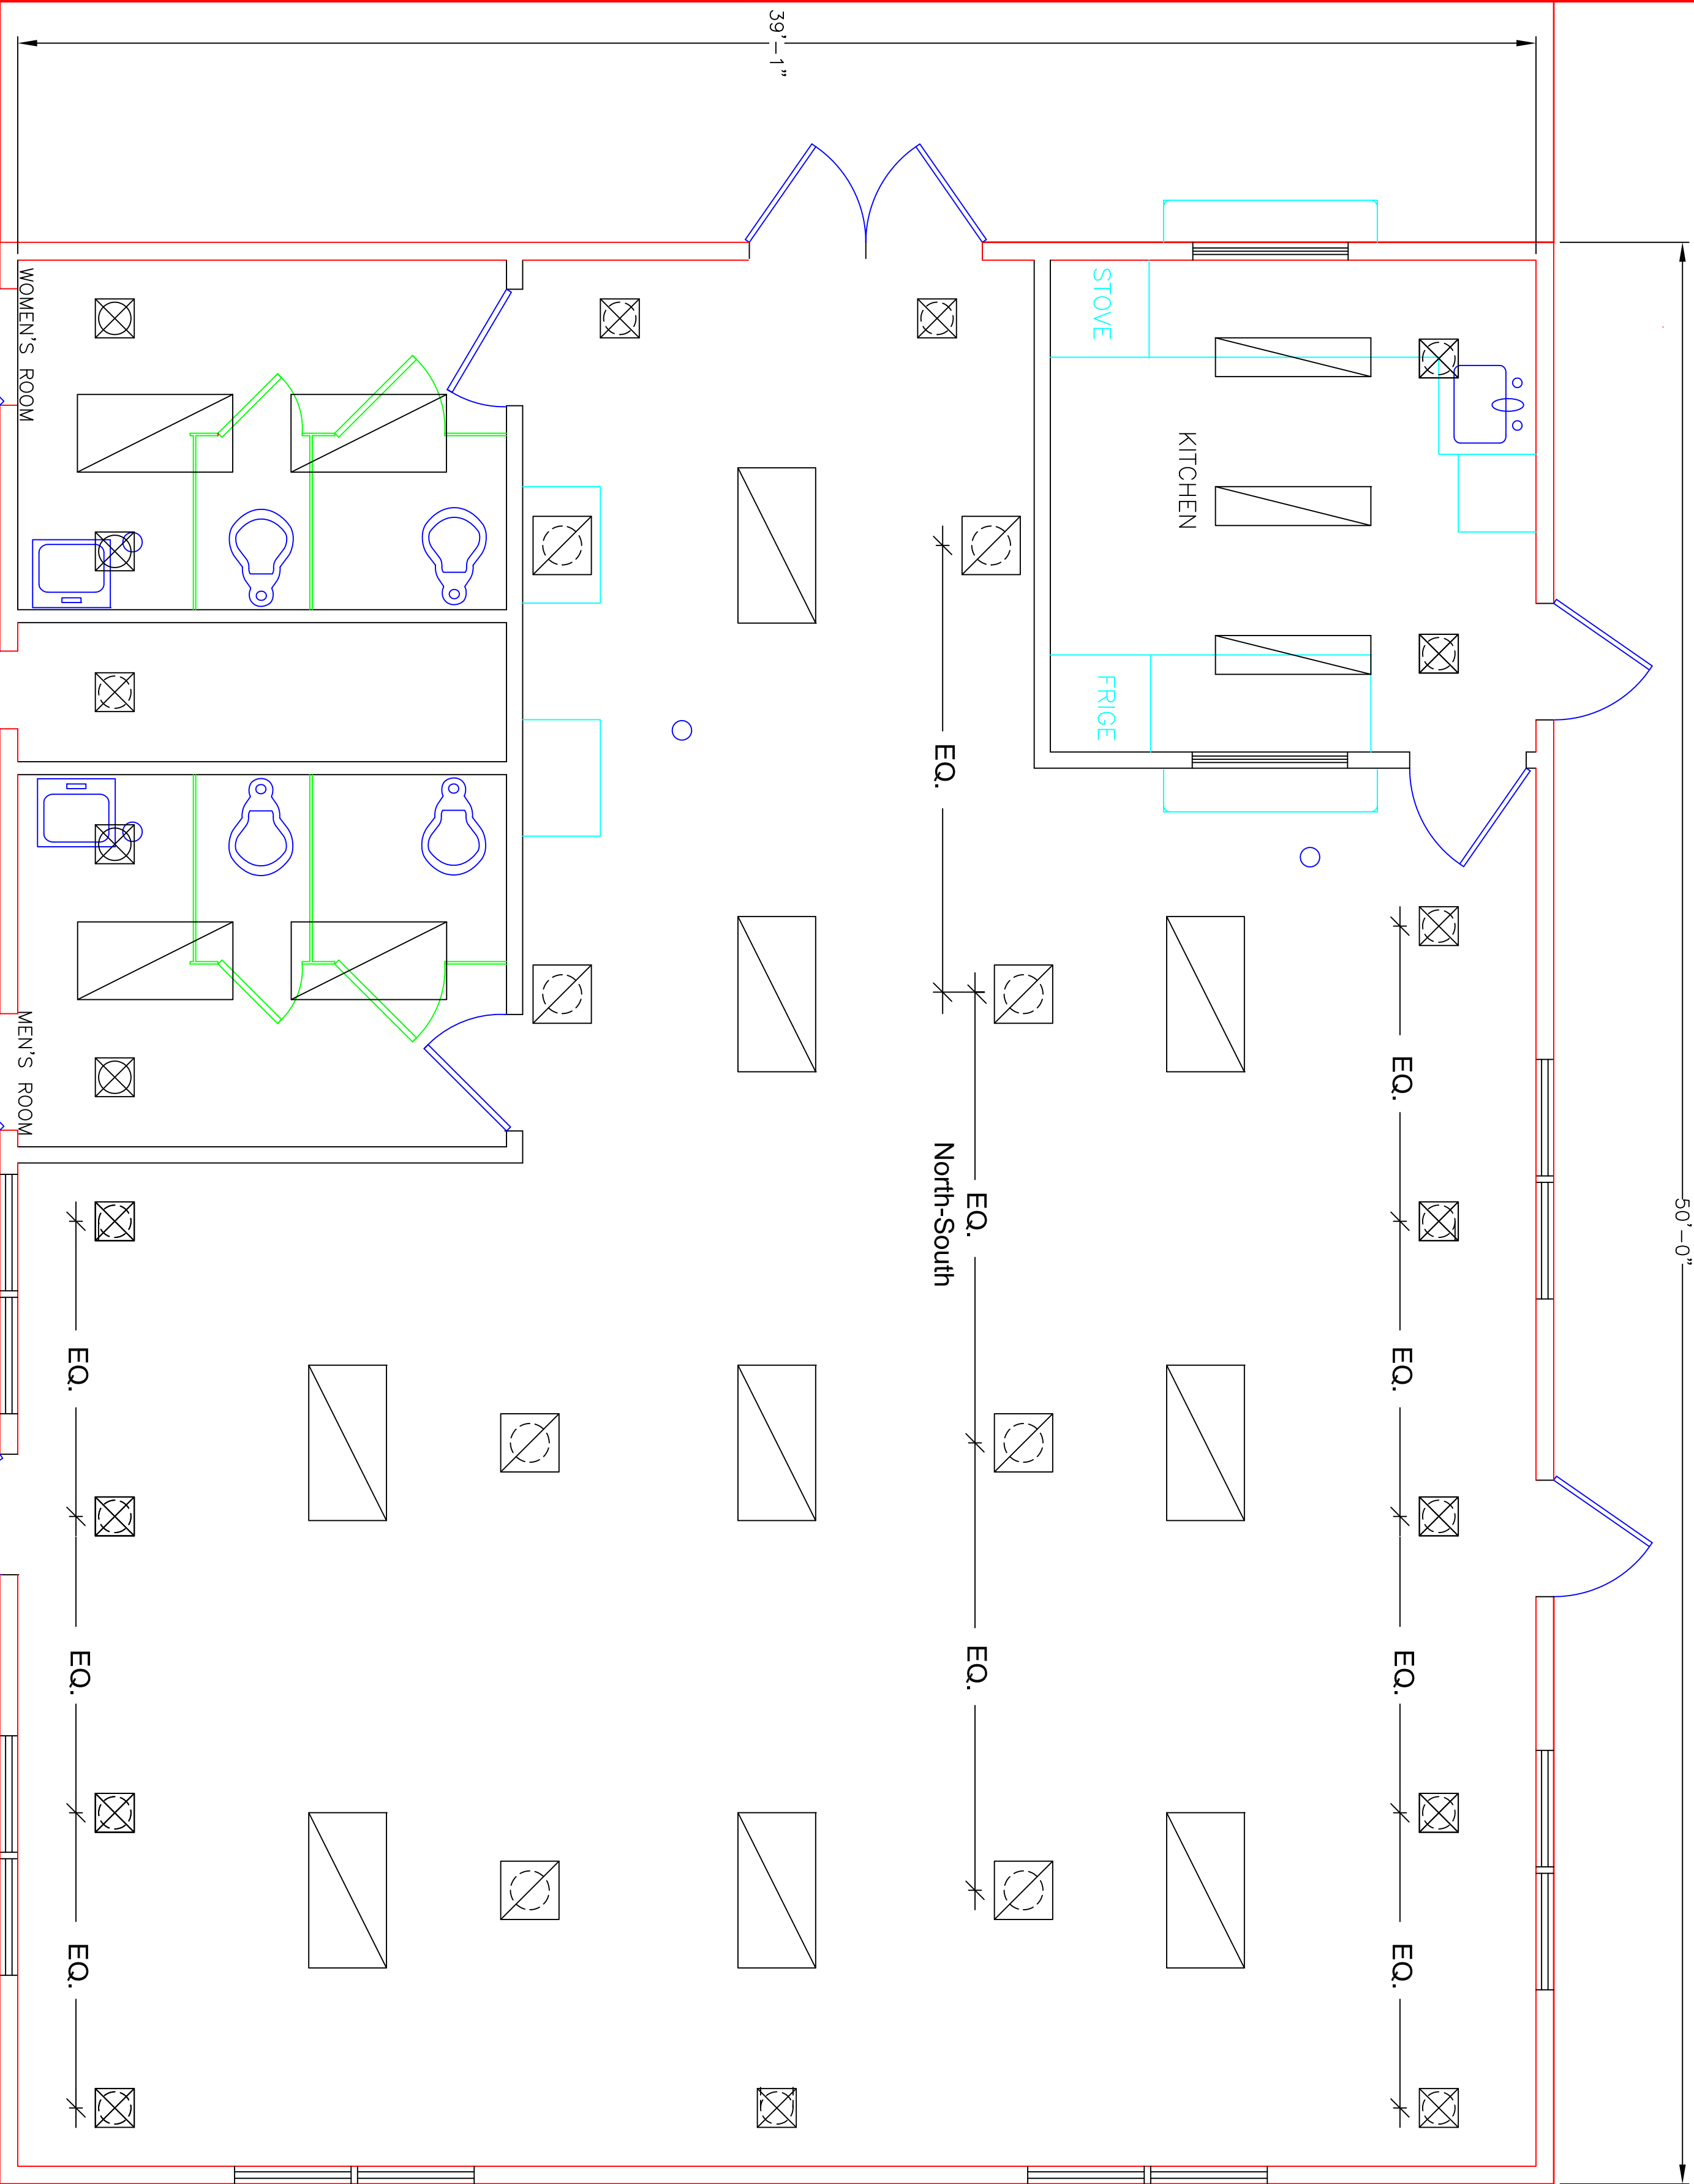 50'-0"
39'-1"
STOVE
KITCHEN
FRIGE
EQ.
EQ.
EQ.
EQ.
EQ.
EQ.
North-South
EQ.
WOMEN'S ROOM
MEN'S ROOM
EQ.
EQ.
EQ.